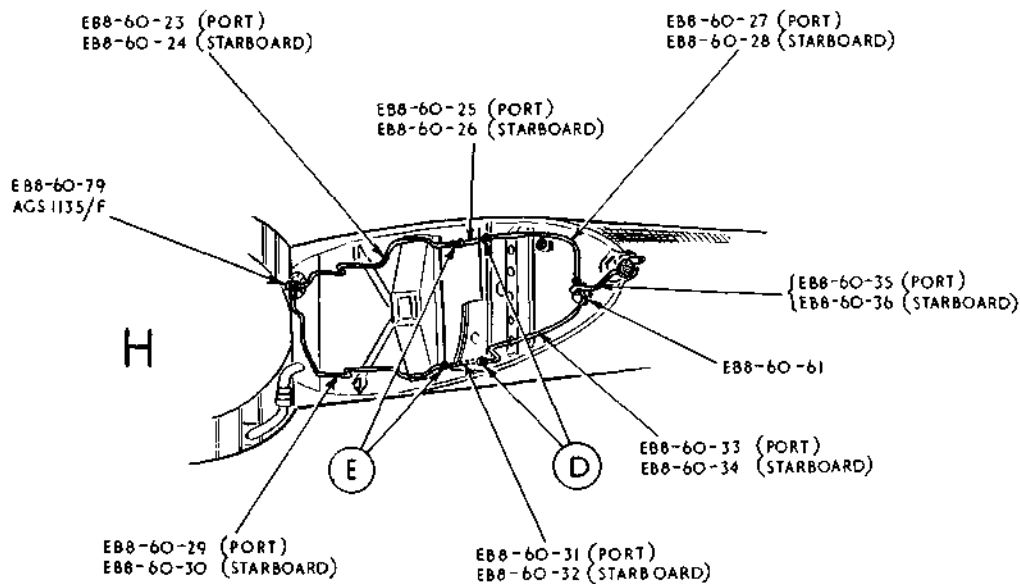 EB8-60-23 (PORT)
EB8-60-24 (STARBOARD)
EB8-60-27 (PORT)
EB8-60-28 (STARBOARD)
EB8-60-25 (PORT)
EB8-60-26 (STARBOARD)
EB8-60-79
AGS 1135/F
{EB8-60-35 (PORT)
{EB8-60-36 (STARBOARD)
H
EB8-60-61
E
D
EB8-60-33 (PORT)
EB8-60-34 (STARBOARD)
EB8-60-29 (PORT)
EB8-60-30 (STARBOARD)
EB8-60-31 (PORT)
EB8-60-32 (STARBOARD)